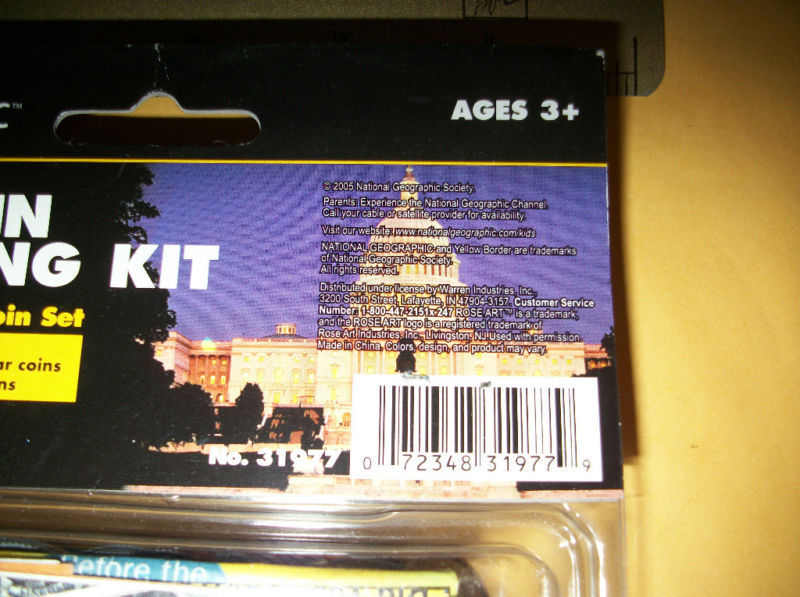 C™
AGES 3+
IN
NG KIT
oin Set
ar coins
ns
© 2005 National Geographic Society.
Parents: Experience the National Geographic Channel.
Call your cable or satellite provider for availability.
Visit our website www.nationalgeographic.com/kids
NATIONAL GEOGRAPHIC and Yellow Border are trademarks
of National Geographic Society.
All rights reserved.
Distributed under license by Warren Industries, Inc.,
3200 South Street, Lafayette, IN 47904-3157. Customer Service
Number: 1-800-447-2151x-247 ROSE ART™ is a trademark,
and the ROSE ART logo is a registered trademark of
Rose Art Industries, Inc., Livingston, NJ Used with permission.
Made in China. Colors, design, and product may vary.
No. 31977
0 72348 31977 9
Before the